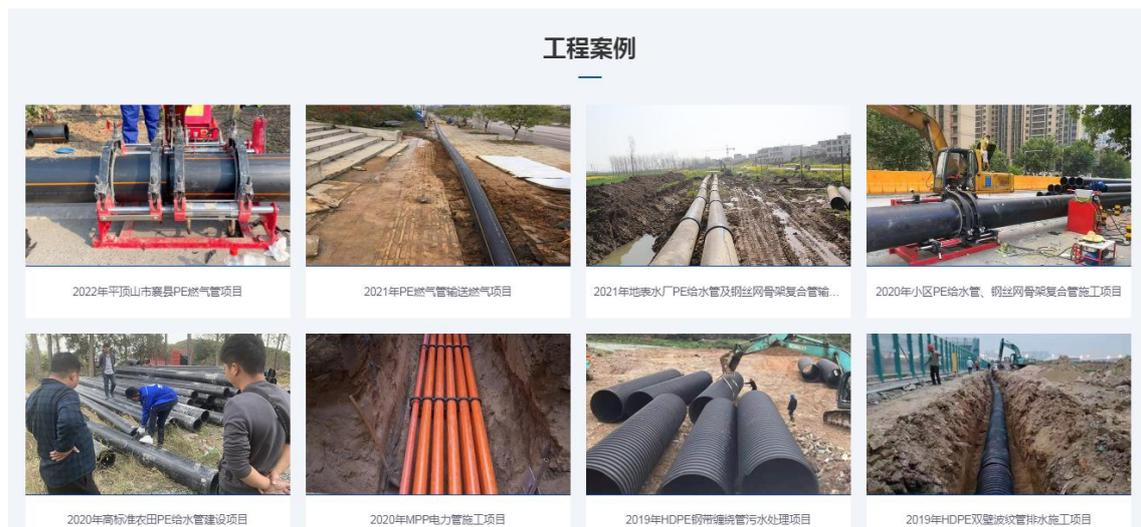 工程案例
2022年平顶山市襄县PE燃气管项目
2021年PE燃气管输送燃气项目
2021年地表水厂PE给水管及钢丝网骨架复合管输...
2020年小区PE给水管、钢丝网骨架复合管施工项目
2020年高标准农田PE给水管建设项目
2020年MPP电力管施工项目
2019年HDPE钢带缠绕管污水处理项目
2019年HDPE双壁波纹管排水施工项目